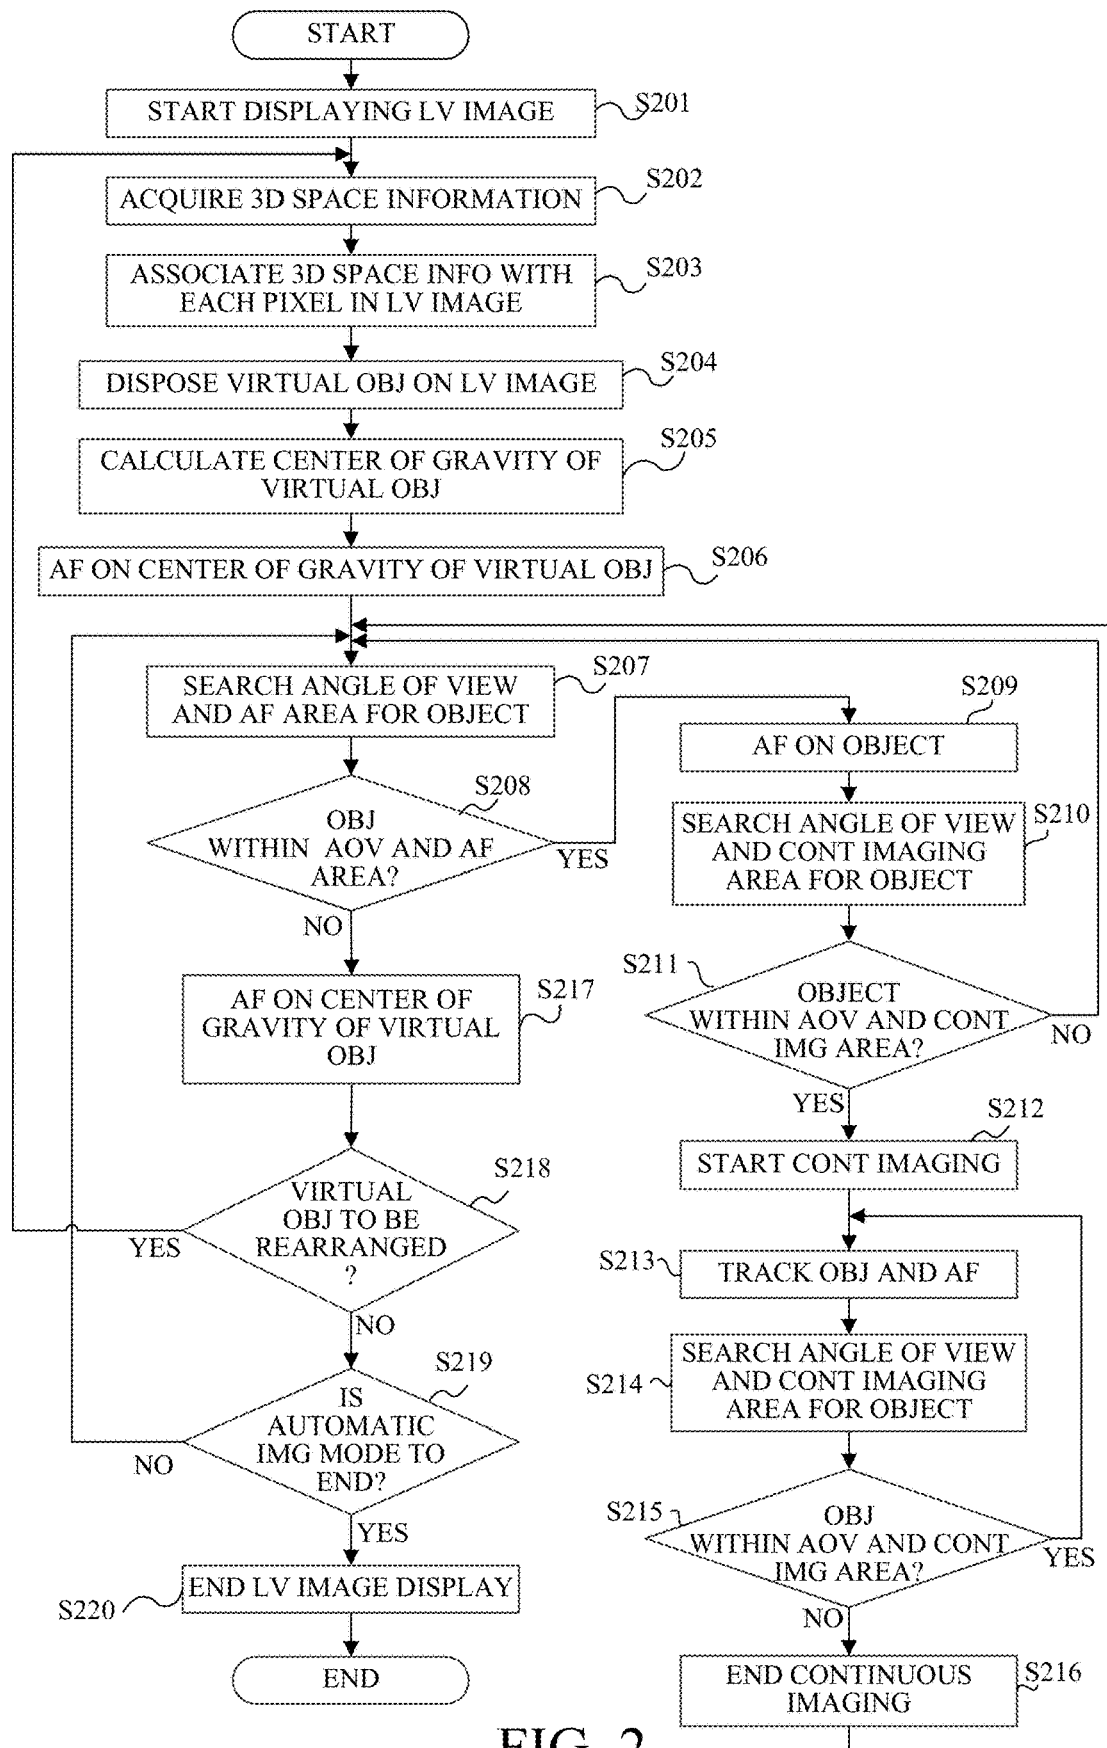 START
START DISPLAYING LV IMAGE
S201
ACQUIRE 3D SPACE INFORMATION
S202
ASSOCIATE 3D SPACE INFO WITH
EACH PIXEL IN LV IMAGE
S203
DISPOSE VIRTUAL OBJ ON LV IMAGE
S204
CALCULATE CENTER OF GRAVITY OF
VIRTUAL OBJ
S205
AF ON CENTER OF GRAVITY OF VIRTUAL OBJ
S206
SEARCH ANGLE OF VIEW
AND AF AREA FOR OBJECT
S207
OBJ
WITHIN AOV AND AF
AREA?
S208
YES
NO
AF ON OBJECT
S209
SEARCH ANGLE OF VIEW
AND CONT IMAGING
AREA FOR OBJECT
S210
S211
OBJECT
WITHIN AOV AND CONT
IMG AREA?
NO
YES
START CONT IMAGING
S212
S213
TRACK OBJ AND AF
S214
SEARCH ANGLE OF VIEW
AND CONT IMAGING
AREA FOR OBJECT
S215
OBJ
WITHIN AOV AND CONT
IMG AREA?
YES
NO
END CONTINUOUS
IMAGING
S216
AF ON CENTER OF
GRAVITY OF VIRTUAL
OBJ
S217
VIRTUAL
OBJ TO BE
REARRANGED
?
S218
YES
NO
IS
AUTOMATIC
IMG MODE TO
END?
S219
NO
YES
END LV IMAGE DISPLAY
S220
END
FIG. 2